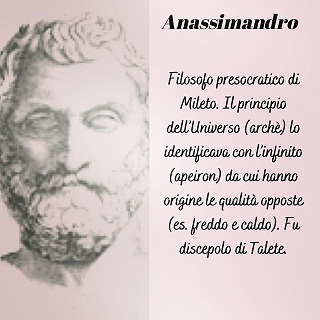 Anassimandro
Filosofo presocratico di
Mileto. Il principio
dell'Universo (archè) lo
identificava con l'infinito
(apeiron) da cui hanno
origine le qualità opposte
(es. freddo e caldo). Fu
discepolo di Talete.